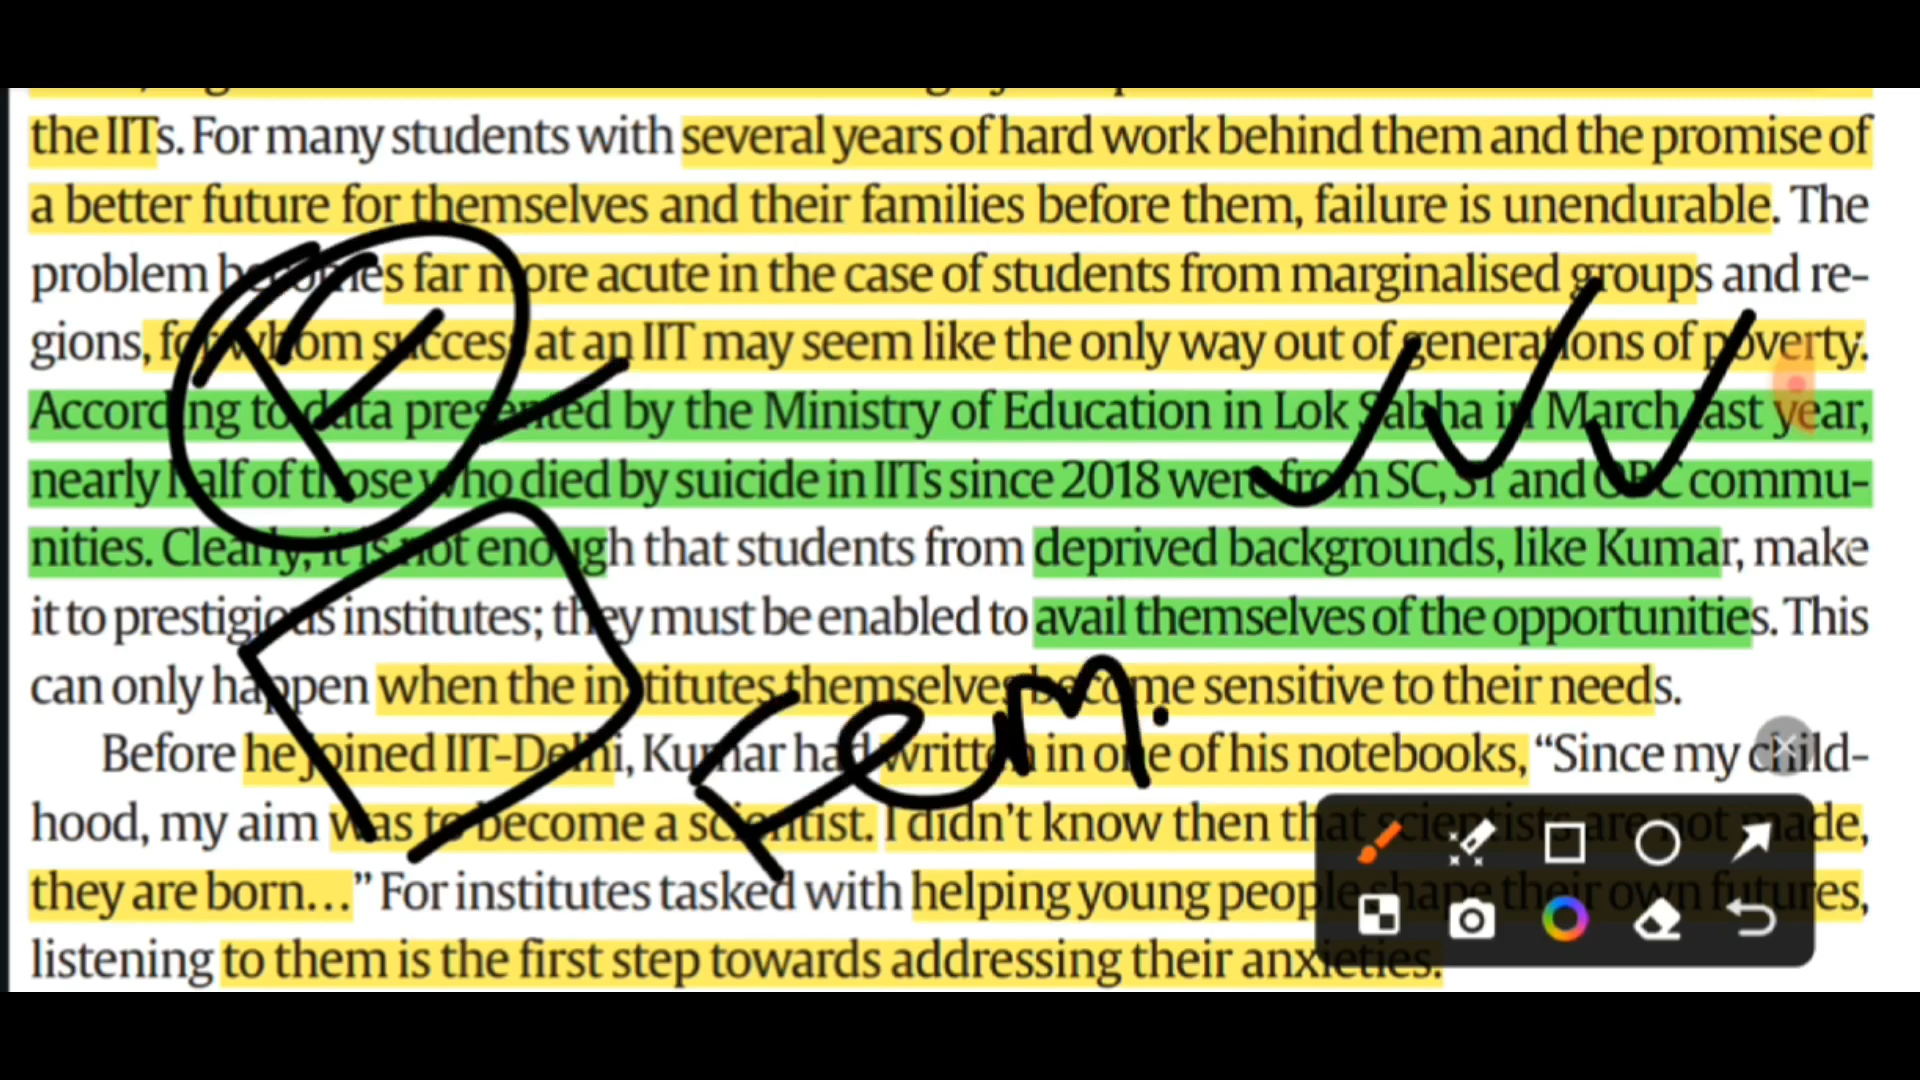 the IITs. For many students with several years of hard work behind them and the promise of
a better future for themselves and their families before them, failure is unendurable. The
problem becomes far more acute in the case of students from marginalised groups and re-
gions, for whom success at an IIT may seem like the only way out of generations of poverty.
According to data presented by the Ministry of Education in Lok Sabha in March last year,
nearly half of those who died by suicide in IITs since 2018 were from SC, ST and OBC commu-
nities. Clearly, it is not enough that students from deprived backgrounds, like Kumar, make
it to prestigious institutes; they must be enabled to avail themselves of the opportunities. This
can only happen when the institutes themselves become sensitive to their needs.
Before he joined IIT-Delhi, Kumar had written in one of his notebooks, “Since my child-
hood, my aim was to become a scientist. I didn’t know then that scientists are not made,
they are born…” For institutes tasked with helping young people shape their own futures,
listening to them is the first step towards addressing their anxieties.